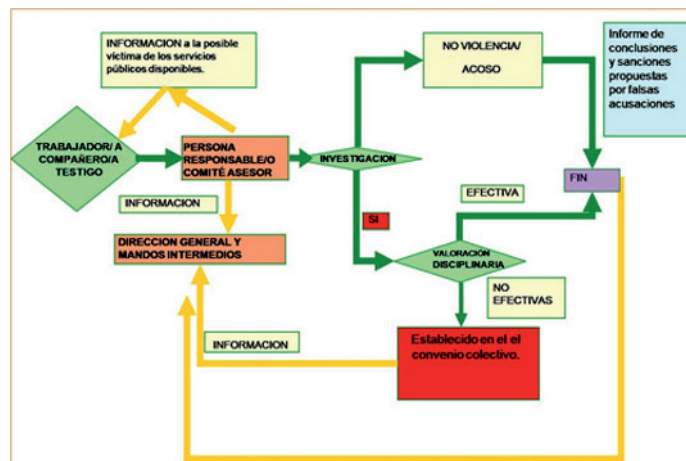 INFORMACION a la posible
víctima de los servicios
públicos disponibles.
NO VIOLENCIA/
ACOSO
Informe de
conclusiones
y sanciones
propuestas
por falsas
acusaciones
TRABAJADOR/ A
COMPAÑERO/A
TESTIGO
PERSONA
RESPONSABLE/O
COMITÉ ASESOR
INVESTIGACION
FIN
EFECTIVA
INFORMACION
SI
DIRECCION GENERAL Y
MANDOS INTERMEDIOS
VALORACIÓN
DISCIPLINARIA
NO
EFECTIVAS
INFORMACION
Establecido en el el
convenio colectivo.